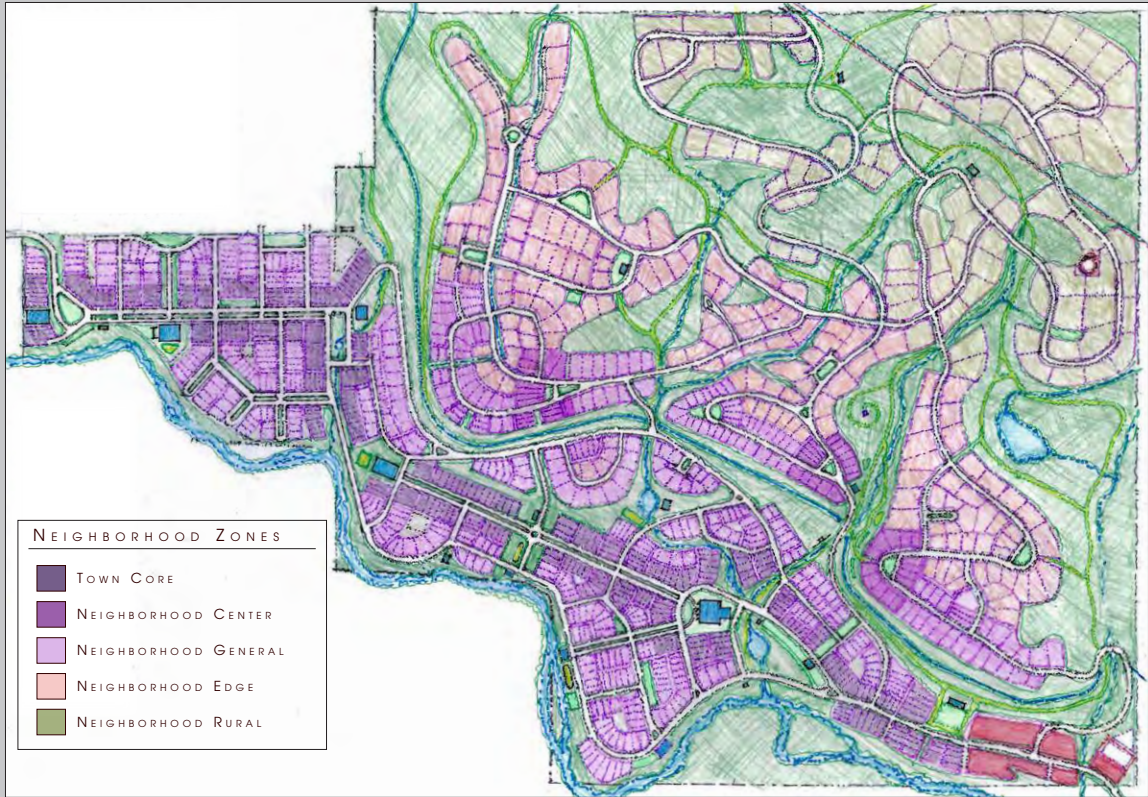 NEIGHBORHOOD ZONES
TOWN CORE
NEIGHBORHOOD CENTER
NEIGHBORHOOD GENERAL
NEIGHBORHOOD EDGE
NEIGHBORHOOD RURAL